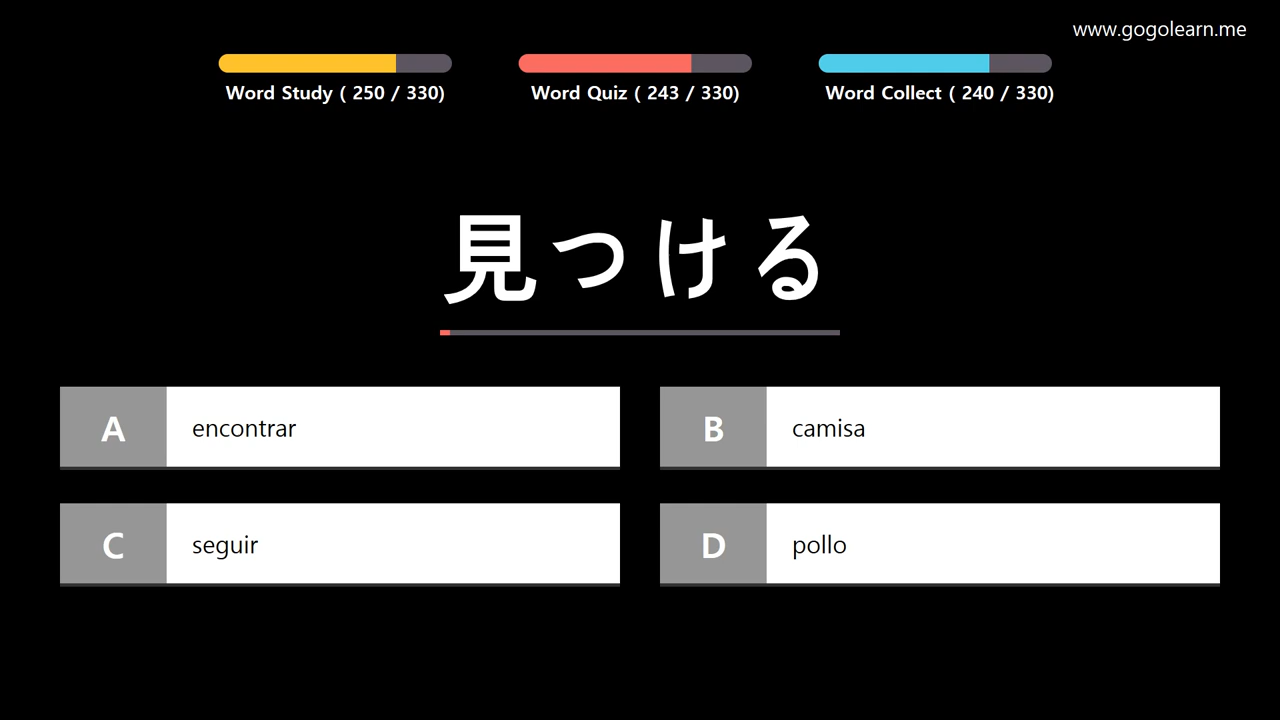 www.gogolearn.me
Word Study ( 250 / 330)
Word Quiz ( 243 / 330)
Word Collect ( 240 / 330)
見つける
A encontrar
B camisa
C seguir
D pollo